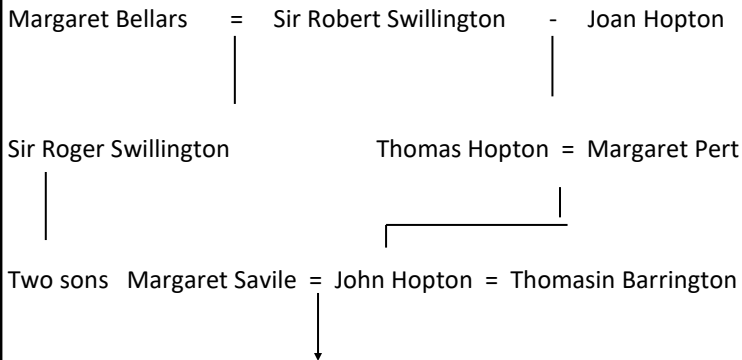 Margaret Bellars = Sir Robert Swillington - Joan Hopton
Sir Roger Swillington Thomas Hopton = Margaret Pert
Two sons Margaret Savile = John Hopton = Thomasin Barrington